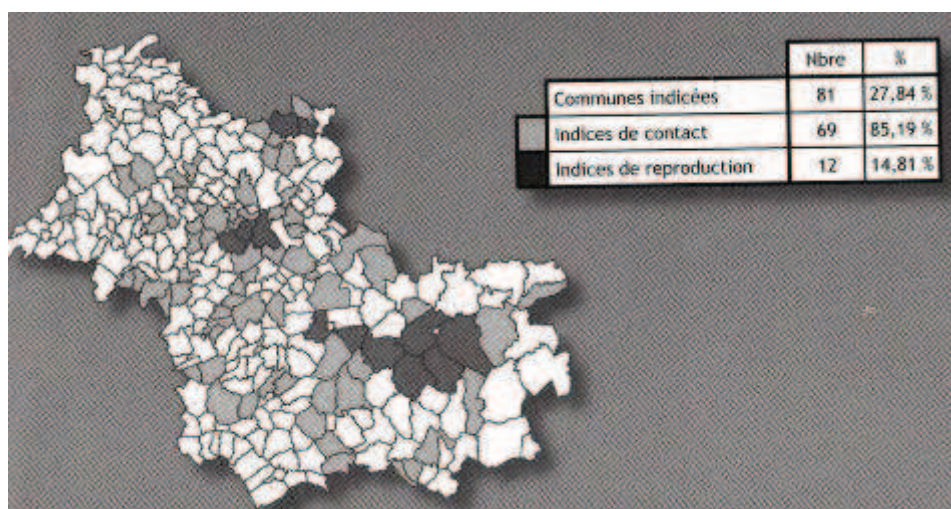 Nbre %
Communes indicées 81 27,84 %
Indices de contact 69 85,19 %
Indices de reproduction 12 14,81 %